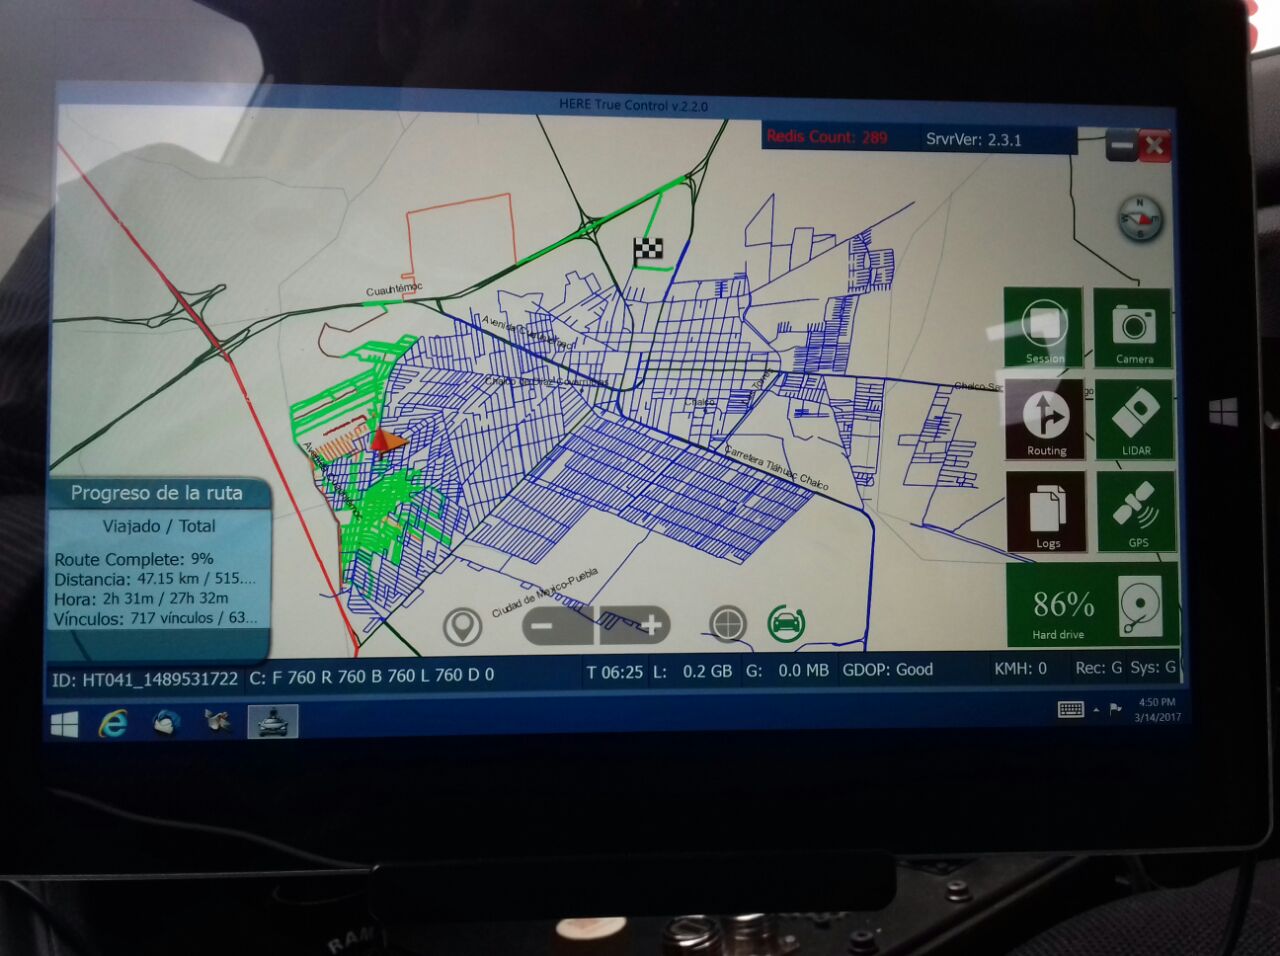 HERE True Control v.2.2.0
Redis Count: 289
SrvrVer: 2.3.1
N
S
Cuauhtémoc
Chalco
Carretera Tláhuac Chalco
Ciudad de Mexico-Puebla
Session
Camera
Routing
LIDAR
Logs
GPS
86%
Hard drive
Progreso de la ruta
Viajado / Total
Route Complete: 9%
Distancia: 47.15 km / 515....
Hora: 2h 31m / 27h 32m
Vínculos: 717 vínculos / 63...
ID: HT041_1489531722 C: F 760 R 760 B 760 L 760 D 0 T 06:25 L: 0.2 GB G: 0.0 MB GDOP: Good KMH: 0 Rec: G Sys: G
4:50 PM
3/14/2017
RAM